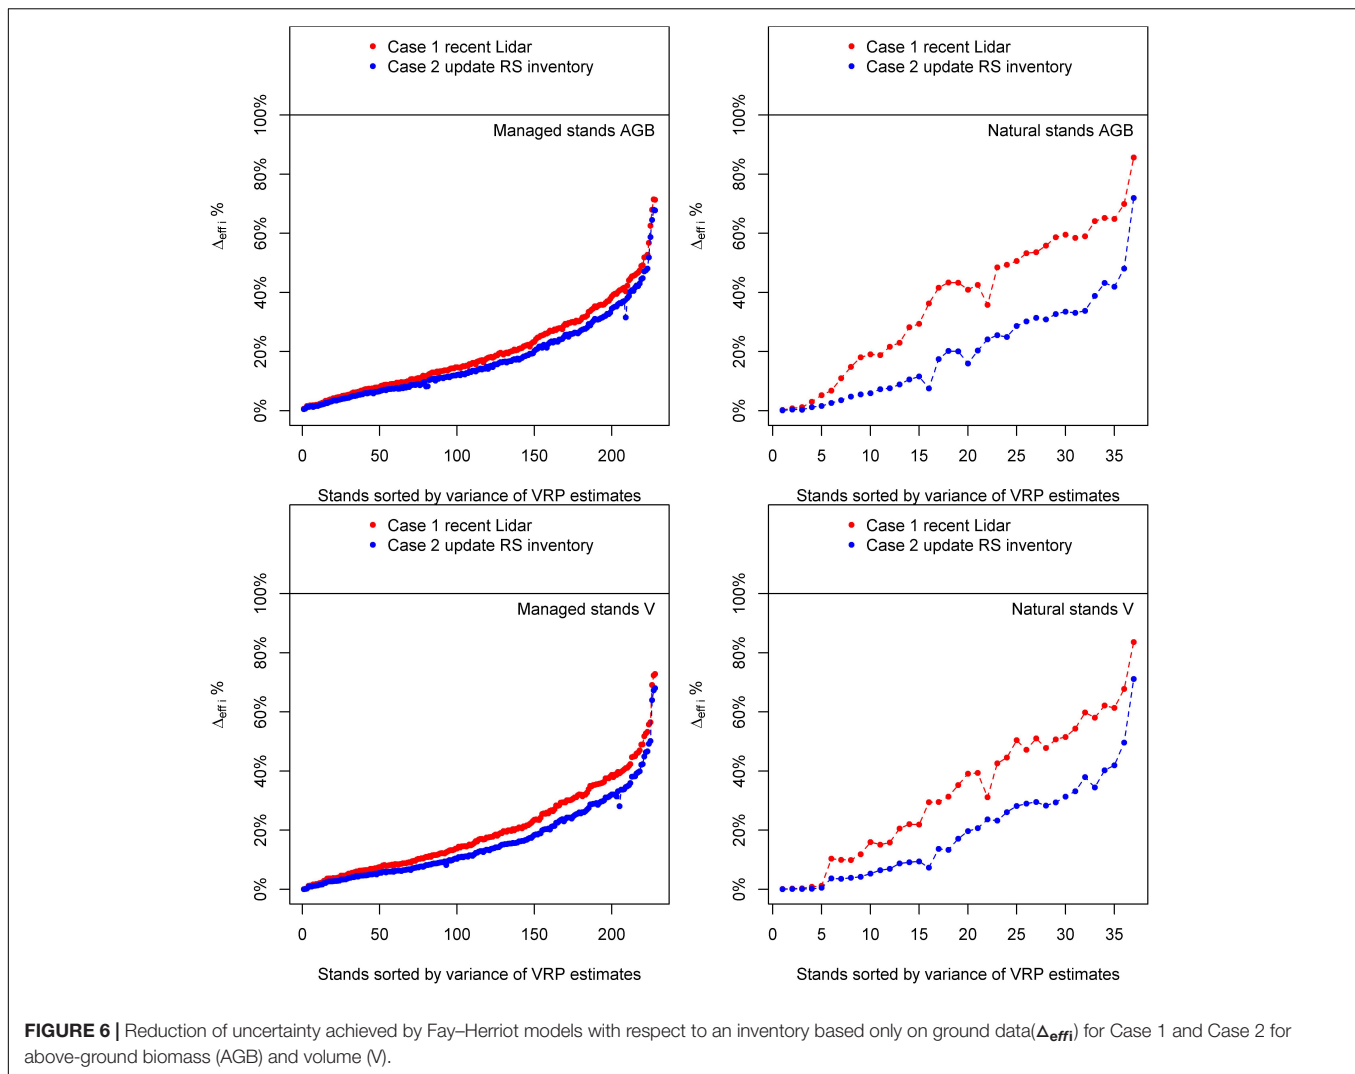 Case 1 recent Lidar
Case 2 update RS inventory
Managed stands AGB
Δeff i %
0%
20%
40%
60%
80%
100%
0 50 100 150 200
Stands sorted by variance of VRP estimates
Case 1 recent Lidar
Case 2 update RS inventory
Natural stands AGB
Δeff i %
0%
20%
40%
60%
80%
100%
0 5 10 15 20 25 30 35
Stands sorted by variance of VRP estimates
Case 1 recent Lidar
Case 2 update RS inventory
Managed stands V
Δeff i %
0%
20%
40%
60%
80%
100%
0 50 100 150 200
Stands sorted by variance of VRP estimates
Case 1 recent Lidar
Case 2 update RS inventory
Natural stands V
Δeff i %
0%
20%
40%
60%
80%
100%
0 5 10 15 20 25 30 35
Stands sorted by variance of VRP estimates
FIGURE 6 | Reduction of uncertainty achieved by Fay–Herriot models with respect to an inventory based only on ground data(Δeffi) for Case 1 and Case 2 for
above-ground biomass (AGB) and volume (V).